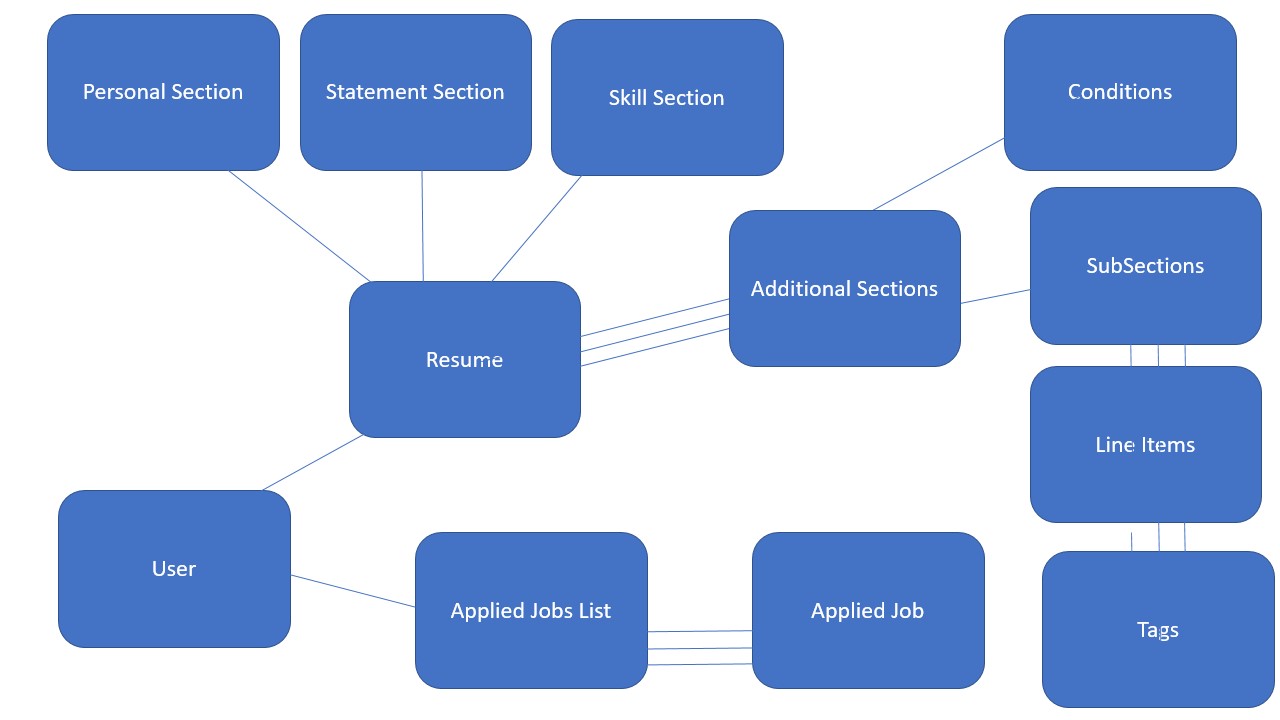 Personal Section
Statement Section
Skill Section
Conditions
SubSections
Additional Sections
Resume
Line Items
User
Applied Jobs List
Applied Job
Tags